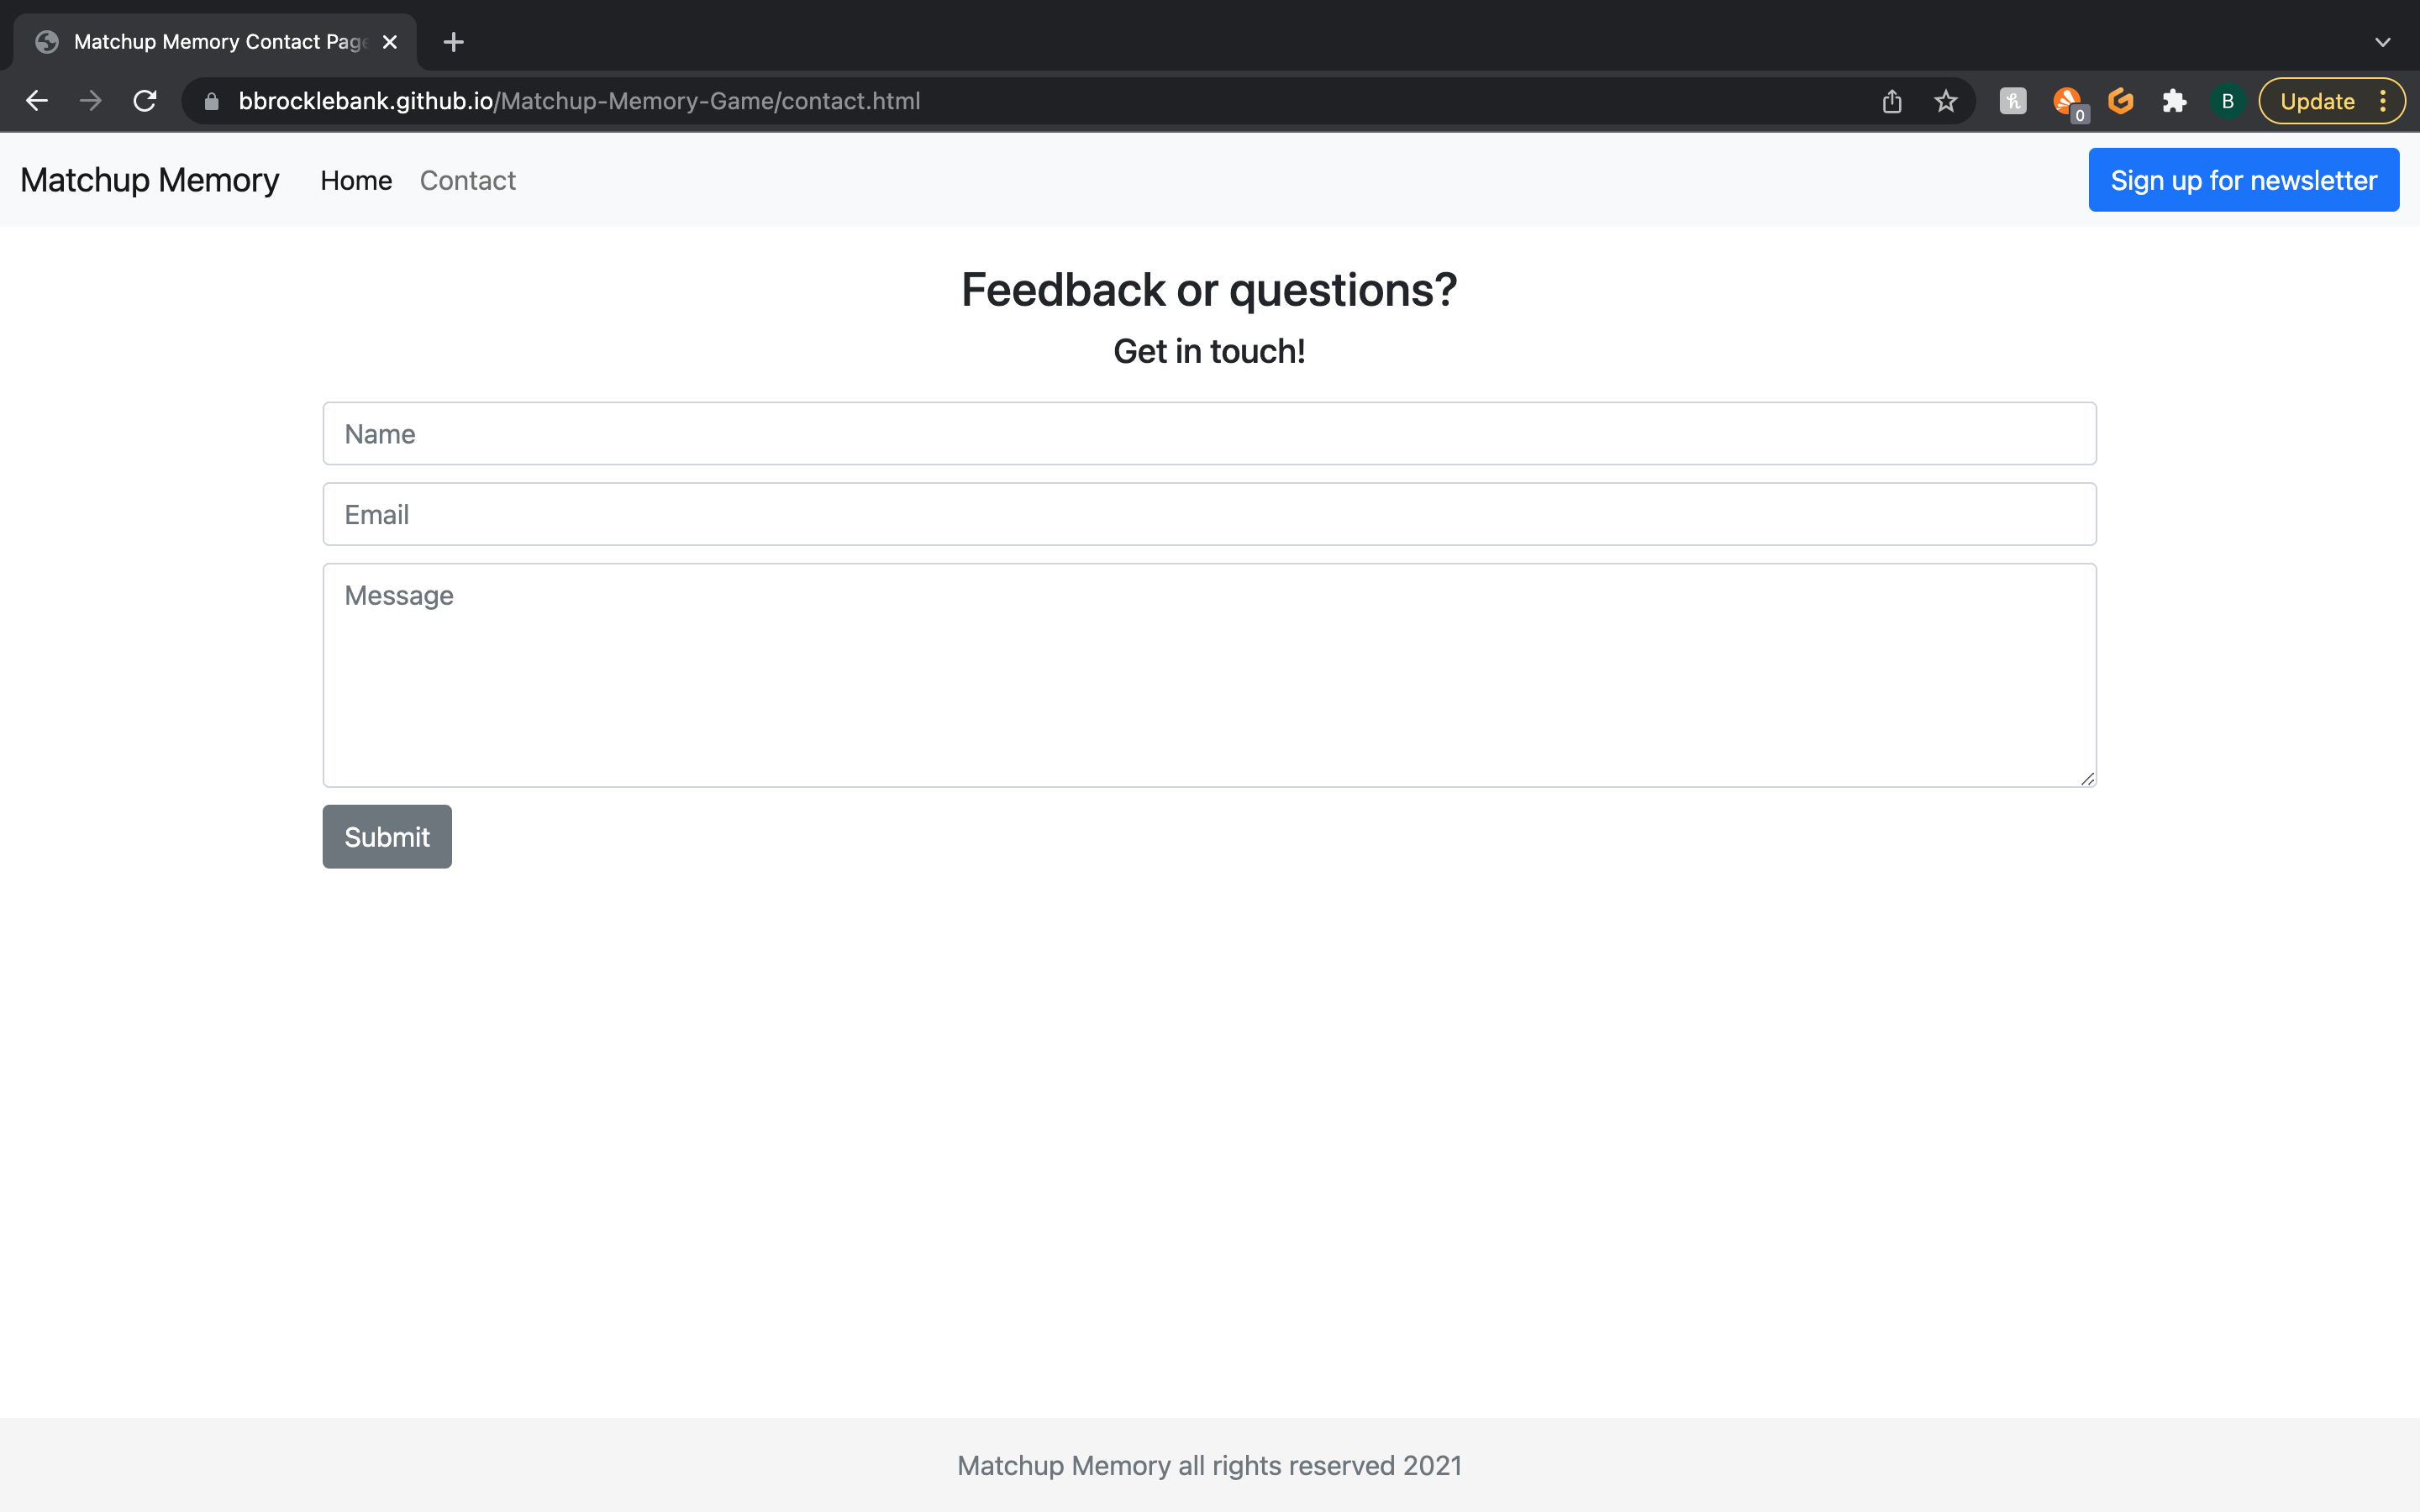 Matchup Memory Contact Page
bbrocklebank.github.io/Matchup-Memory-Game/contact.html
0
B
Update
Matchup Memory Home Contact Sign up for newsletter
Feedback or questions?
Get in touch!
Name
Email
Message
Submit
Matchup Memory all rights reserved 2021